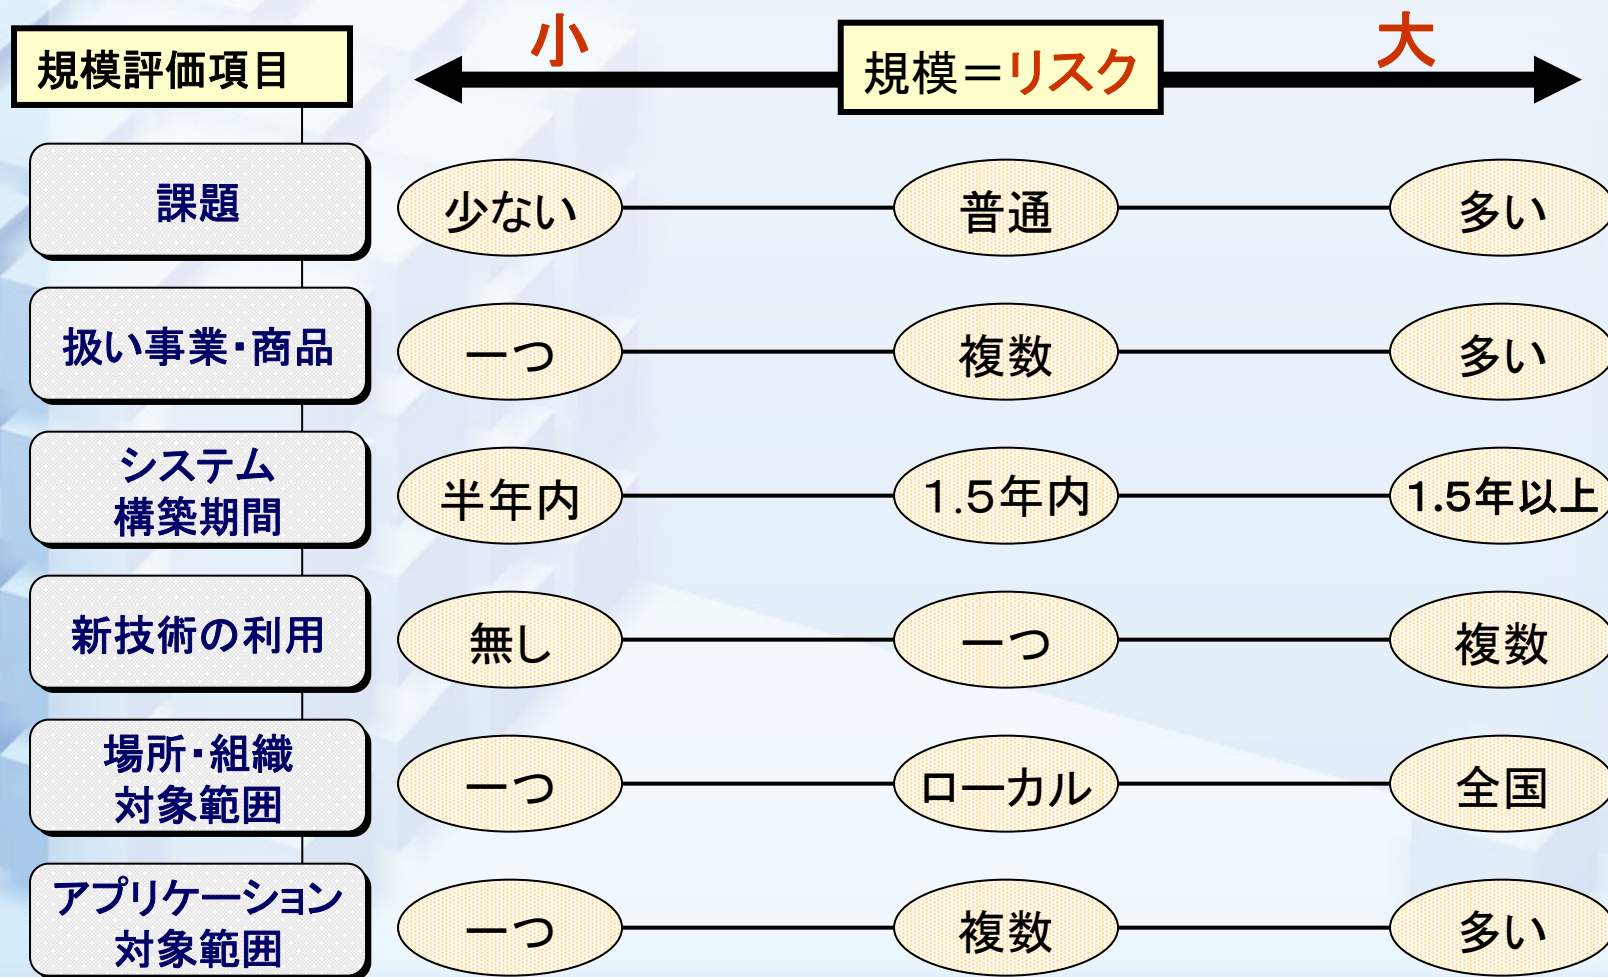 規模評価項目
小
規模＝リスク
大
課題
少ない
普通
多い
扱い事業・商品
一つ
複数
多い
システム
構築期間
半年内
1.5年内
1.5年以上
新技術の利用
無し
一つ
複数
場所・組織
対象範囲
一つ
ローカル
全国
アプリケーション
対象範囲
一つ
複数
多い